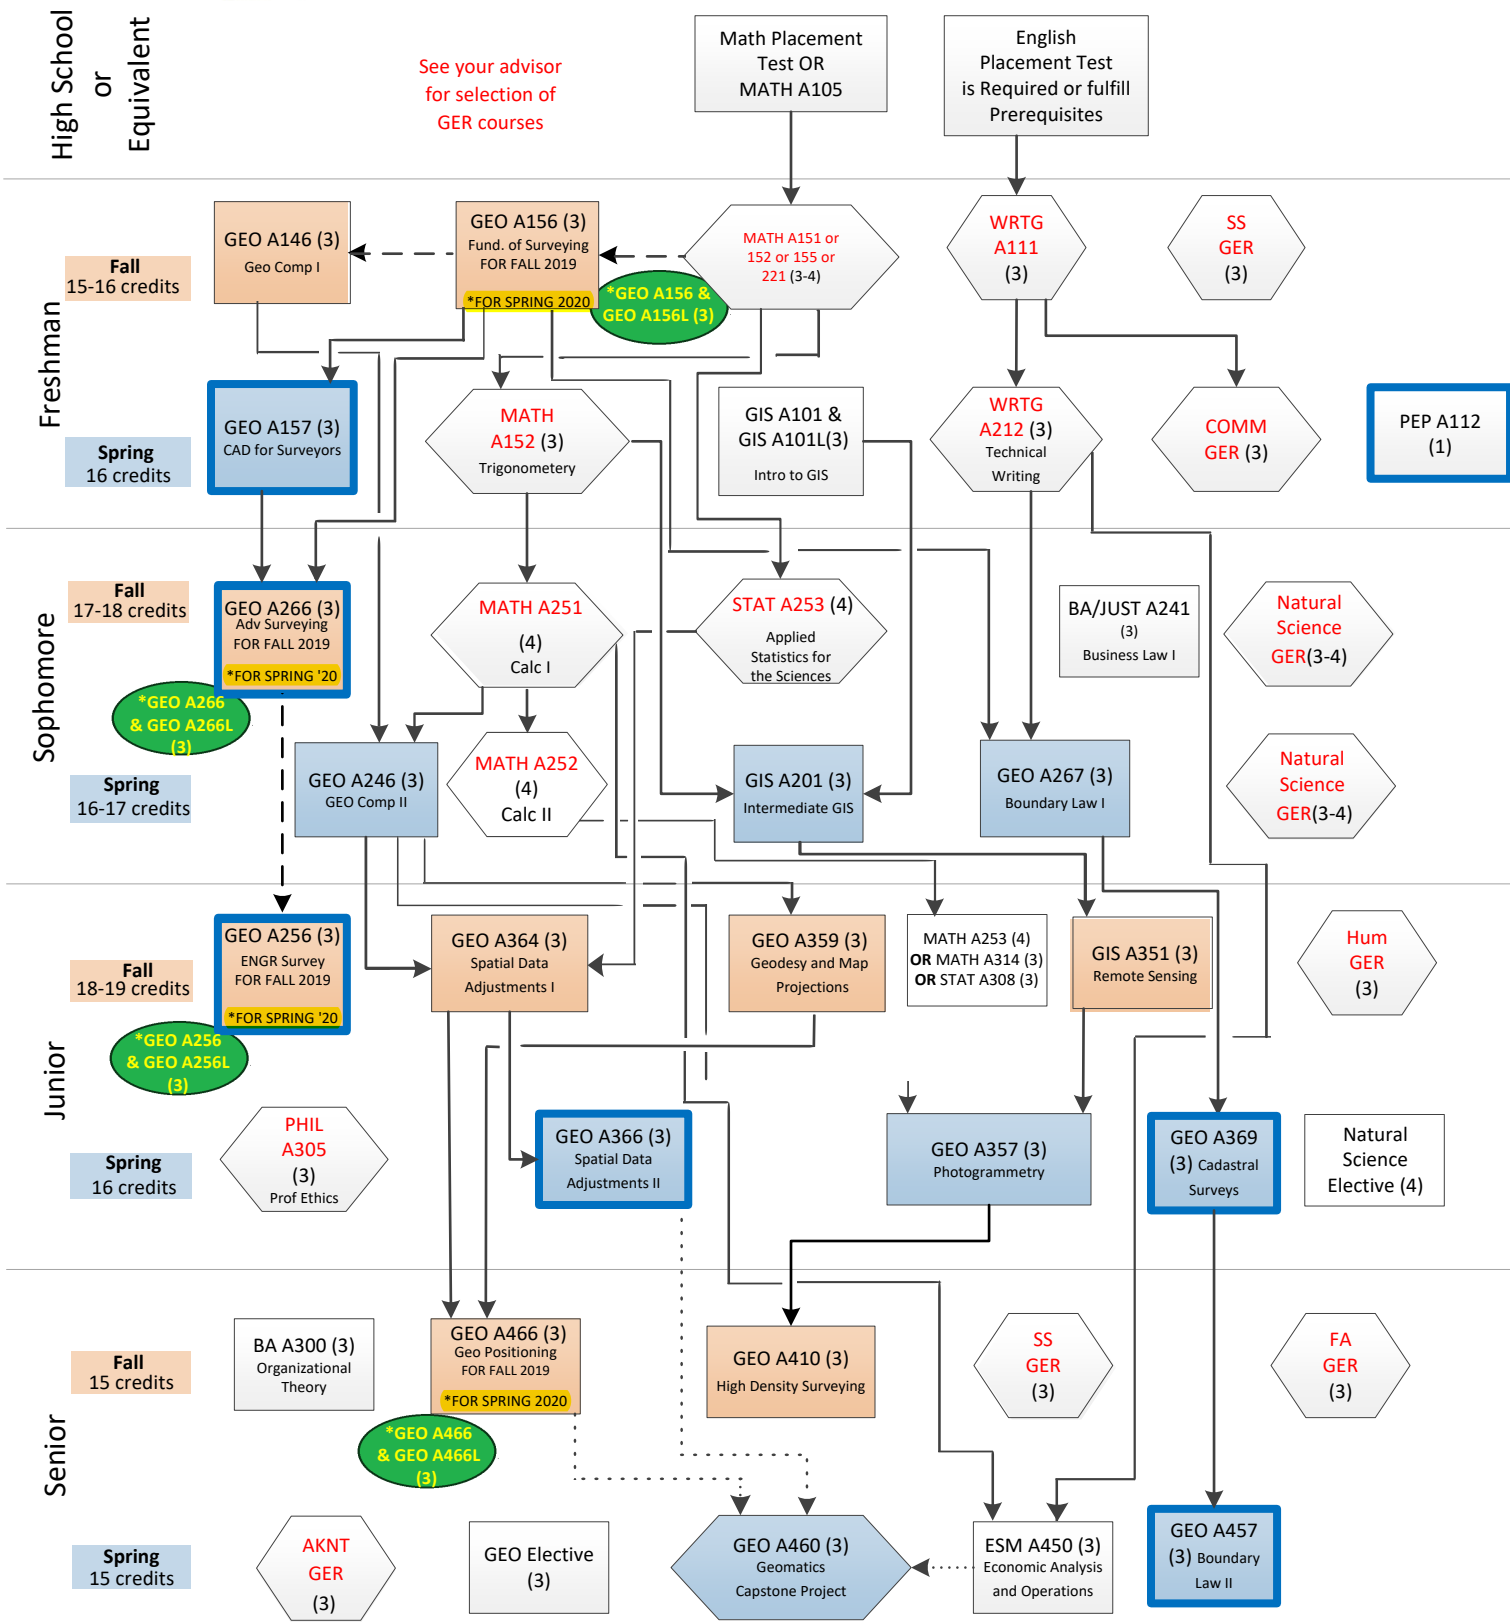 High School
or
Equivalent
See your advisor
for selection of
GER courses
Math Placement
Test OR
MATH A105
English
Placement Test
is Required or fulfill
Prerequisites
Freshman
Fall
15-16 credits
GEO A146 (3)
Geo Comp I
GEO A156 (3)
Fund. of Surveying
FOR FALL 2019
*FOR SPRING 2020
*GEO A156 &
GEO A156L (3)
MATH A151 or
152 or 155 or
221 (3-4)
WRTG
A111
(3)
SS
GER
(3)
Spring
16 credits
GEO A157 (3)
CAD for Surveyors
MATH
A152 (3)
Trigonometery
GIS A101 &
GIS A101L(3)
Intro to GIS
WRTG
A212 (3)
Technical
Writing
COMM
GER (3)
PEP A112
(1)
Sophomore
Fall
17-18 credits
GEO A266 (3)
Adv Surveying
FOR FALL 2019
*FOR SPRING '20
*GEO A266
& GEO A266L
(3)
MATH A251
(4)
Calc I
STAT A253 (4)
Applied
Statistics for
the Sciences
BA/JUST A241
(3)
Business Law I
Natural
Science
GER(3-4)
Spring
16-17 credits
GEO A246 (3)
GEO Comp II
MATH A252
(4)
Calc II
GIS A201 (3)
Intermediate GIS
GEO A267 (3)
Boundary Law I
Natural
Science
GER(3-4)
Junior
Fall
18-19 credits
GEO A256 (3)
ENGR Survey
FOR FALL 2019
*FOR SPRING '20
*GEO A256
& GEO A256L
(3)
GEO A364 (3)
Spatial Data
Adjustments I
GEO A359 (3)
Geodesy and Map
Projections
MATH A253 (4)
OR MATH A314 (3)
OR STAT A308 (3)
GIS A351 (3)
Remote Sensing
Hum
GER
(3)
Spring
16 credits
PHIL
A305
(3)
Prof Ethics
GEO A366 (3)
Spatial Data
Adjustments II
GEO A357 (3)
Photogrammetry
GEO A369
(3) Cadastral
Surveys
Natural
Science
Elective (4)
Senior
Fall
15 credits
BA A300 (3)
Organizational
Theory
GEO A466 (3)
Geo Positioning
FOR FALL 2019
*FOR SPRING 2020
*GEO A466
& GEO A466L
(3)
GEO A410 (3)
High Density Surveying
SS
GER
(3)
FA
GER
(3)
Spring
15 credits
AKNT
GER
(3)
GEO Elective
(3)
GEO A460 (3)
Geomatics
Capstone Project
ESM A450 (3)
Economic Analysis
and Operations
GEO A457
(3) Boundary
Law II